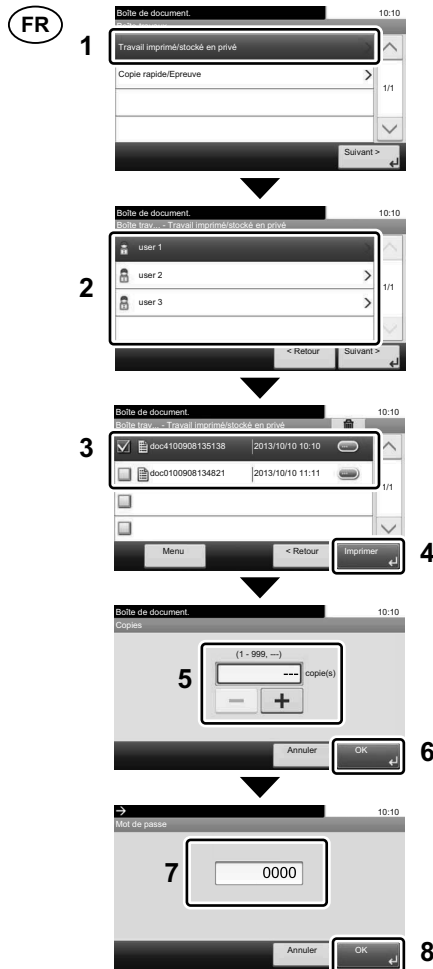 FR
1
Boîte de document.
10:10
Travail imprimé/stocké en privé
Copie rapide/Epreuve
1/1
Suivant >
2
Boîte de document.
10:10
Boîte trav... - Travail imprimé/stocké en privé
user 1
user 2
user 3
1/1
< Retour
Suivant >
3
Boîte de document.
10:10
Boîte trav... - Travail imprimé/stocké en privé
doc4100908135138
2013/10/10 10:10
doc0100908134821
2013/10/10 11:11
1/1
Menu
< Retour
Imprimer
4
Boîte de document.
10:10
Copies
5
(1 - 999, ---)
--- copie(s)
Annuler
OK
6
10:10
Mot de passe
7
0000
Annuler
OK
8